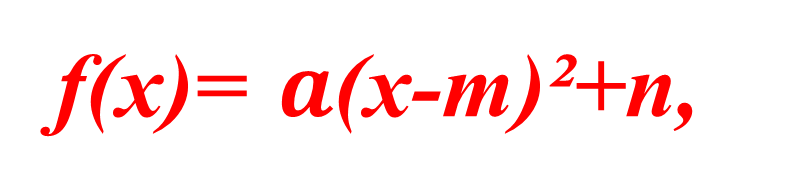 f(x)= a(x-m)²+n,